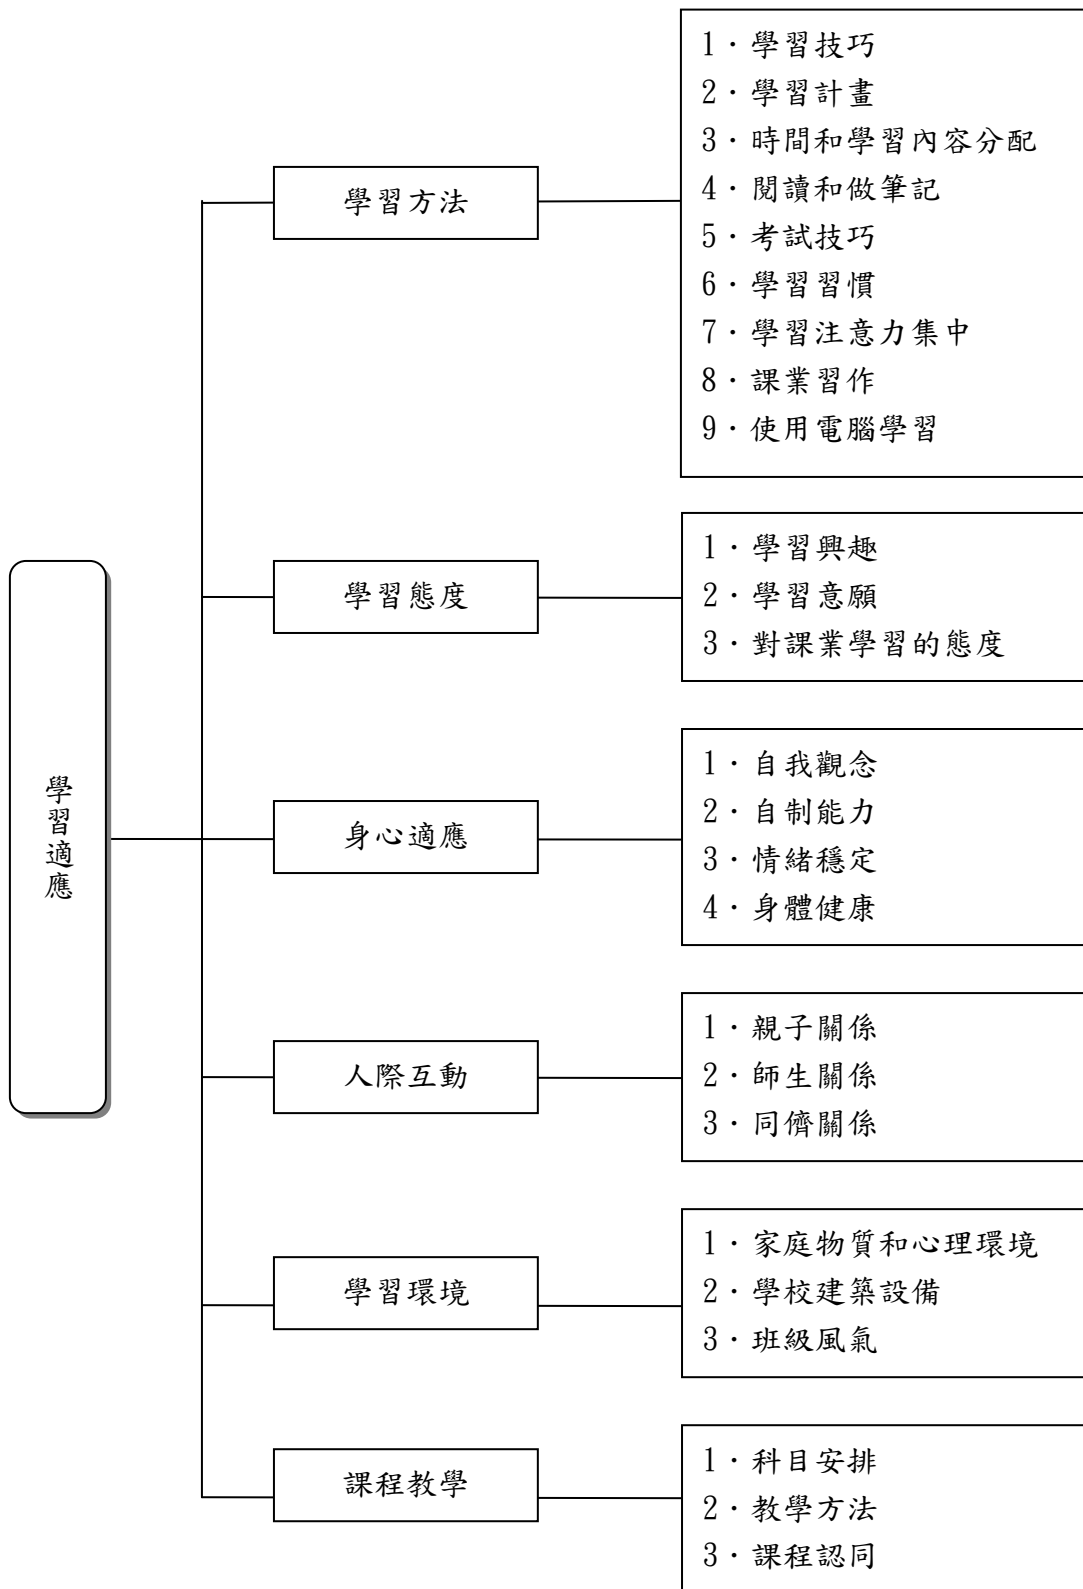 學習適應
學習方法
1．學習技巧
2．學習計畫
3．時間和學習內容分配
4．閱讀和做筆記
5．考試技巧
6．學習習慣
7．學習注意力集中
8．課業習作
9．使用電腦學習
學習態度
1．學習興趣
2．學習意願
3．對課業學習的態度
身心適應
1．自我觀念
2．自制能力
3．情緒穩定
4．身體健康
人際互動
1．親子關係
2．師生關係
3．同儕關係
學習環境
1．家庭物質和心理環境
2．學校建築設備
3．班級風氣
課程教學
1．科目安排
2．教學方法
3．課程認同